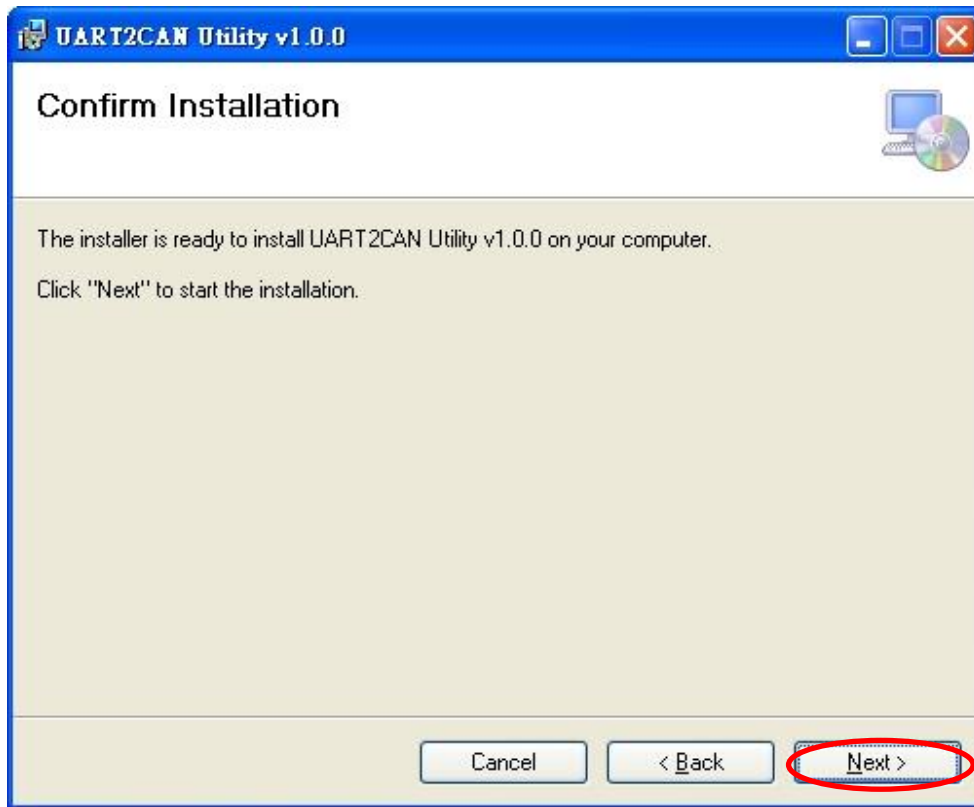 UART2CAN Utility v1.0.0
Confirm Installation
The installer is ready to install UART2CAN Utility v1.0.0 on your computer.
Click "Next" to start the installation.
Cancel
< Back
Next >